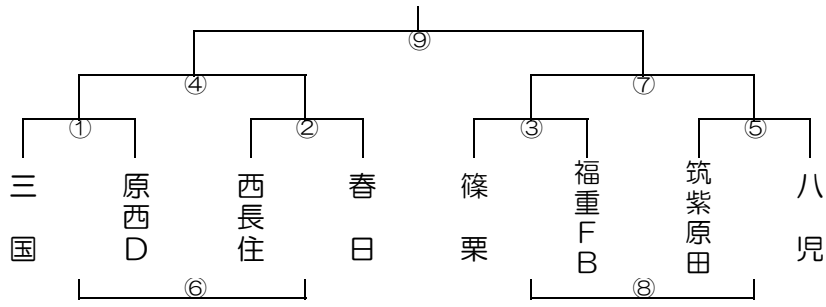 ⑨
④
⑦
①
②
③
⑤
三国
原西D
西長住
春日
篠栗
福重FB
筑紫原田
八児
⑥
⑧